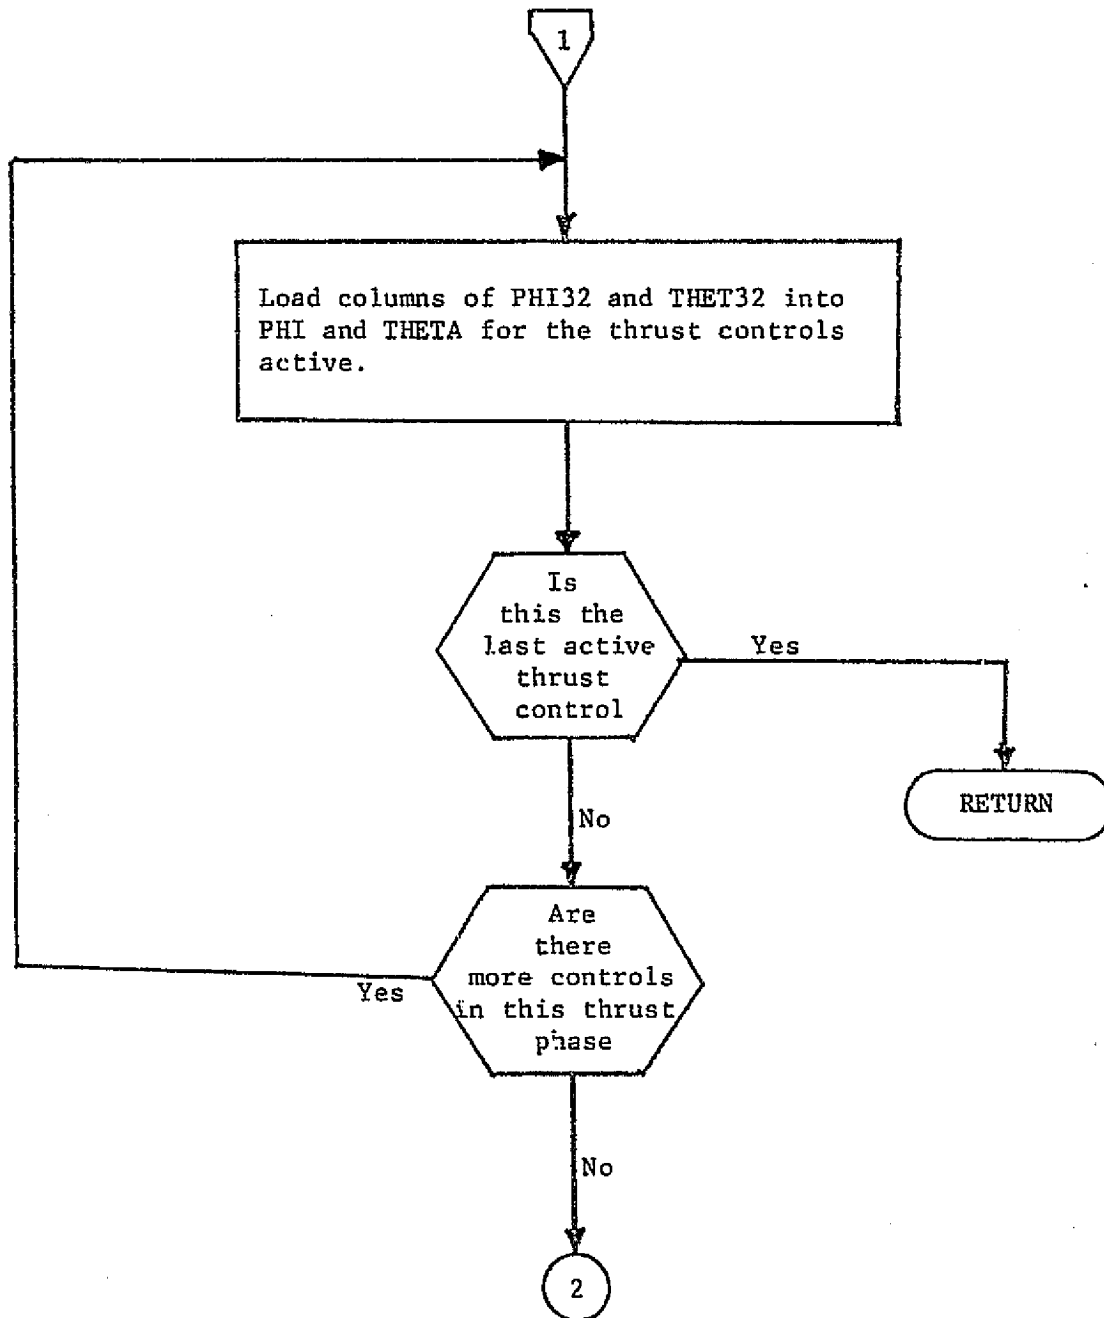 1
Load columns of PHI32 and THET32 into
PHI and THETA for the thrust controls
active.
Is
this the
last active
thrust
control
Yes
RETURN
No
Are
there
more controls
in this thrust
phase
Yes
No
2